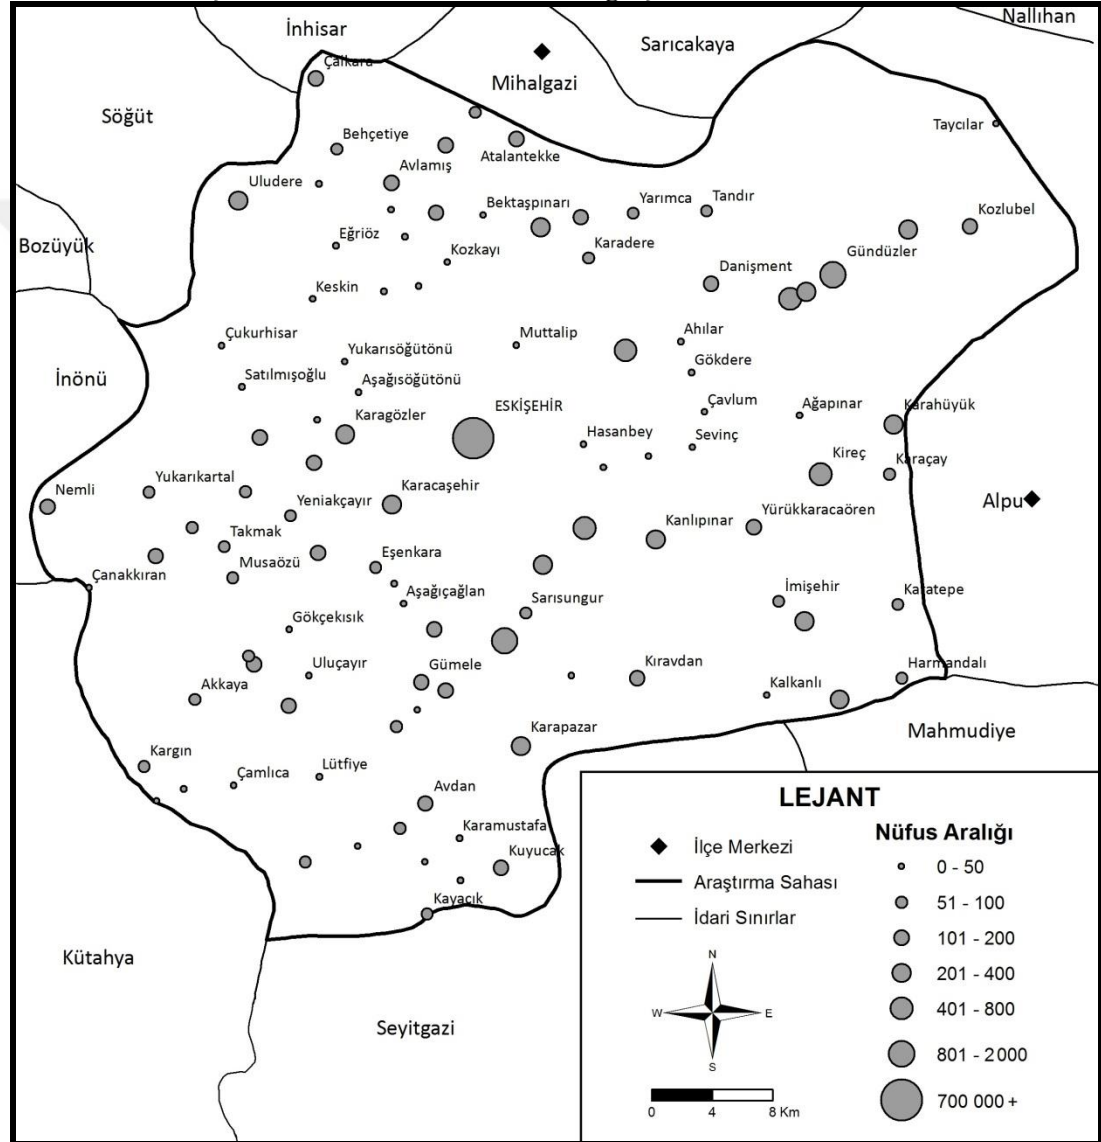 Nallıhan
İnhisar
Sarıcakaya
Çalkara
Mihalgazi
Söğüt
Taycılar
Behçetiye
Atalantekke
Avlamış
Uludere
Bektaşpınarı
Yarımca
Tandır
Kozlubel
Eğriöz
Bozüyük
Karadere
Gündüzler
Kozkayı
Danişment
Keskin
Çukurhisar
Muttalip
Ahılar
Yukarısöğütönü
Gökdere
Satılmışoğlu
Aşağısöğütönü
İnönü
Çavlum
Ağapınar
Karahüyük
ESKİŞEHİR
Karagözler
Hasanbey
Sevinç
Kireç
Karaçay
Yukarıkartal
Karacaşehir
Nemli
Yeniakçayır
Alpu
Yürükkaracaören
Kanlıpınar
Takmak
Eşenkara
Musaözü
Çanakkıran
İmişehir
Aşağıçağlan
Sarısungur
Karatepe
Gökçekısık
Uluçayır
Gümele
Kıravdan
Harmandalı
Akkaya
Kalkanlı
Karapazar
Mahmudiye
Kargın
Lütfiye
Çamlıca
Avdan
Karamustafa
Kuyucak
Kayacık
Kütahya
Seyitgazi
LEJANT
Nüfus Aralığı
İlçe Merkezi
Araştırma Sahası
İdari Sınırlar
0 - 50
51 - 100
101 - 200
201 - 400
401 - 800
801 - 2 000
700 000 +
N
W
E
S
0 4 8 Km